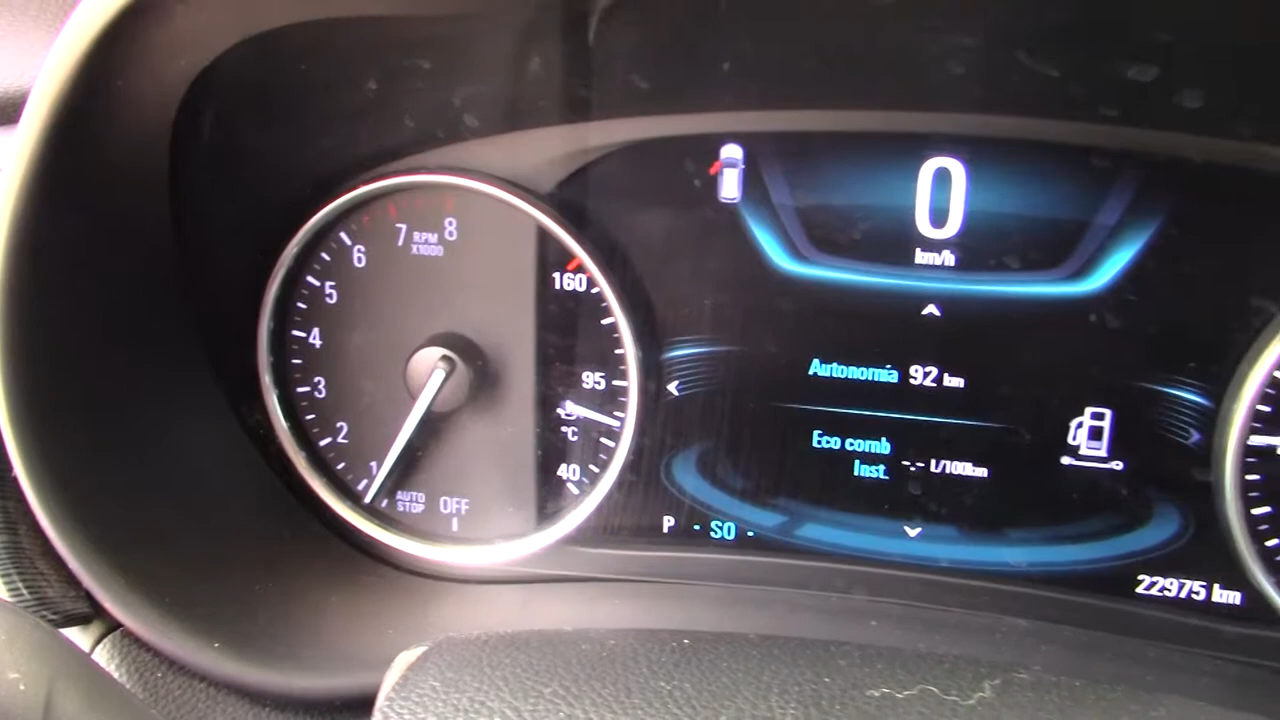 8
7
RPM
X1000
6
5
4
3
2
1
AUTO
STOP
OFF
160
95
°C
40
0
km/h
Autonomía 92 km
Eco comb
Inst. -.- L/100km
P - SO -
22975 km